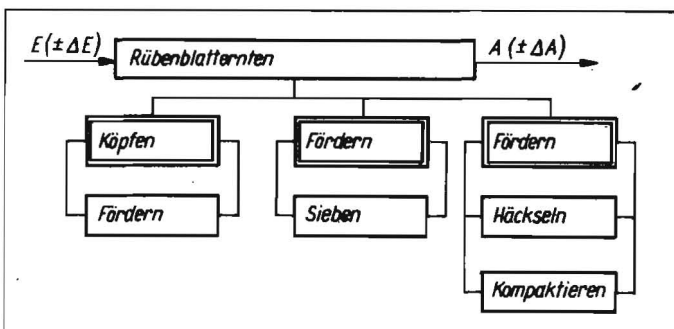 E(±ΔE)
Rübenblatternten
A(±ΔA)
Köpfen
Fördern
Fördern
Fördern
Sieben
Häckseln
Kompaktieren